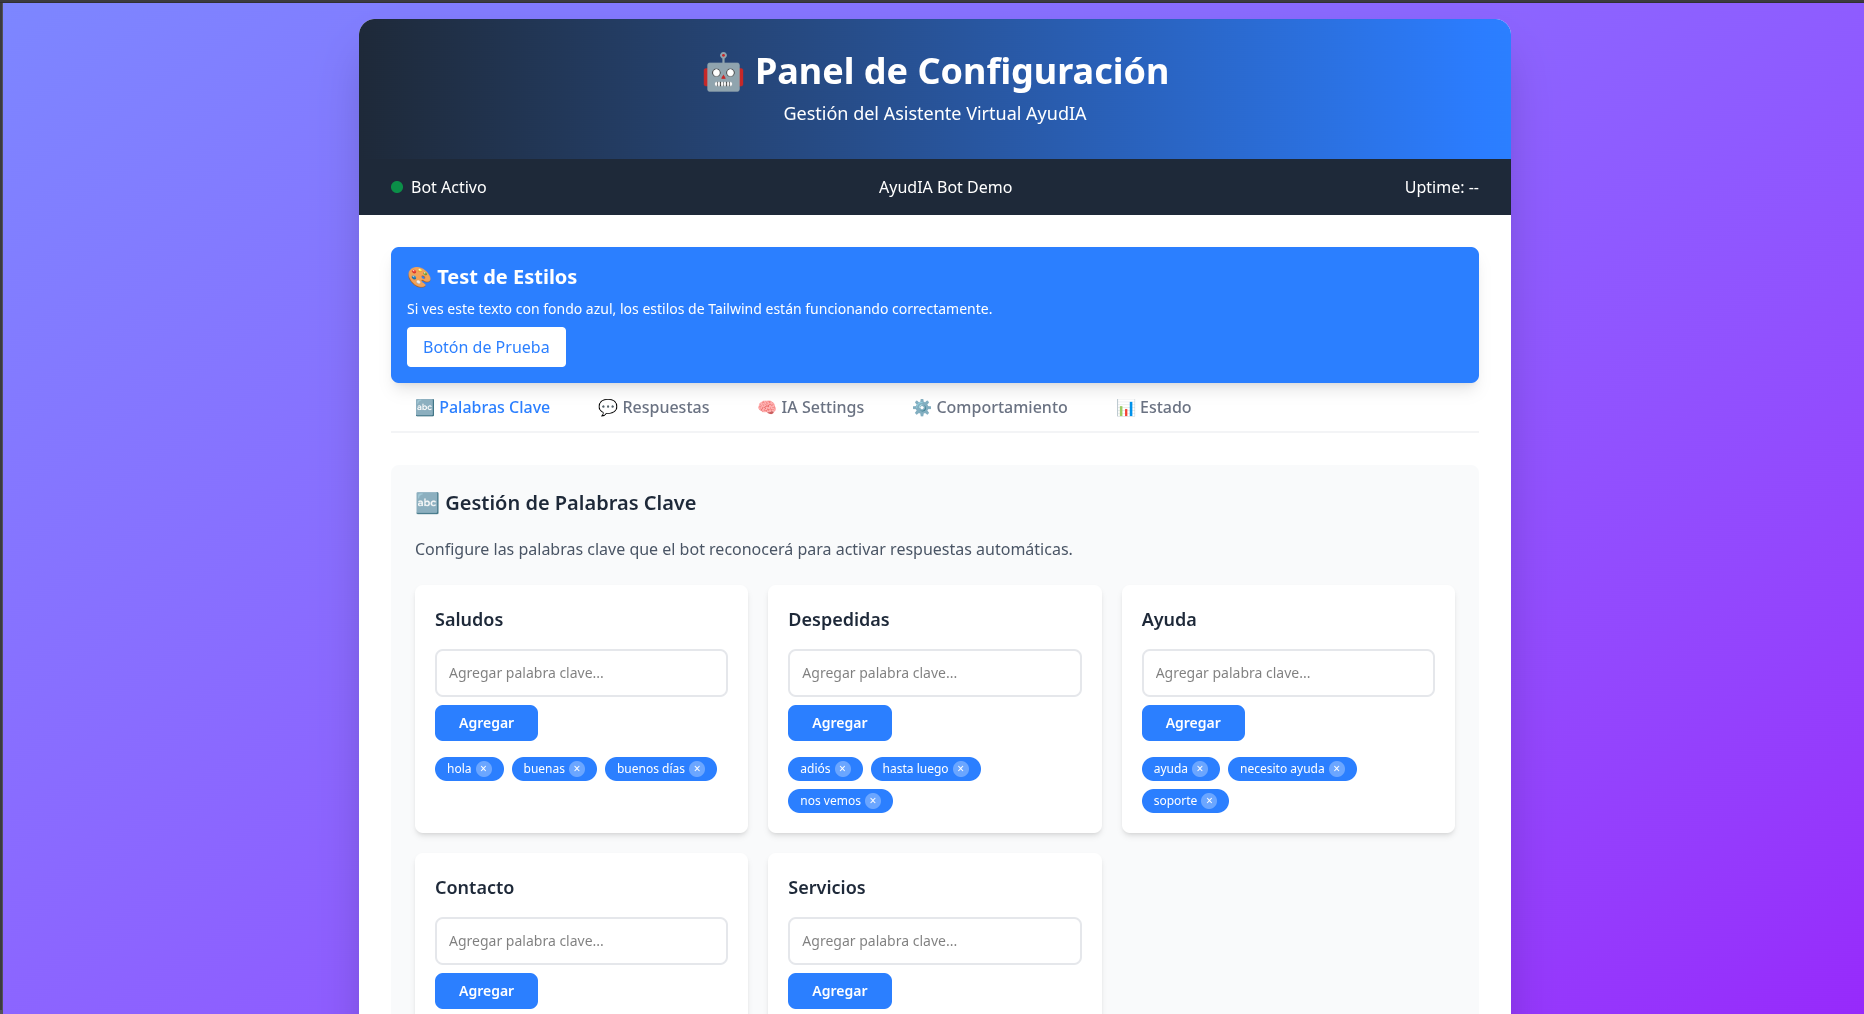 🤖 Panel de Configuración
Gestión del Asistente Virtual AyudIA
Bot Activo
AyudIA Bot Demo
Uptime: --
🎨 Test de Estilos
Si ves este texto con fondo azul, los estilos de Tailwind están funcionando correctamente.
Botón de Prueba
🔤 Palabras Clave
💬 Respuestas
🧠 IA Settings
⚙️ Comportamiento
📊 Estado
🔤 Gestión de Palabras Clave
Configure las palabras clave que el bot reconocerá para activar respuestas automáticas.
Saludos
Agregar palabra clave...
Agregar
hola ×
buenas ×
buenos días ×
Despedidas
Agregar palabra clave...
Agregar
adiós ×
hasta luego ×
nos vemos ×
Ayuda
Agregar palabra clave...
Agregar
ayuda ×
necesito ayuda ×
soporte ×
Contacto
Agregar palabra clave...
Agregar
Servicios
Agregar palabra clave...
Agregar